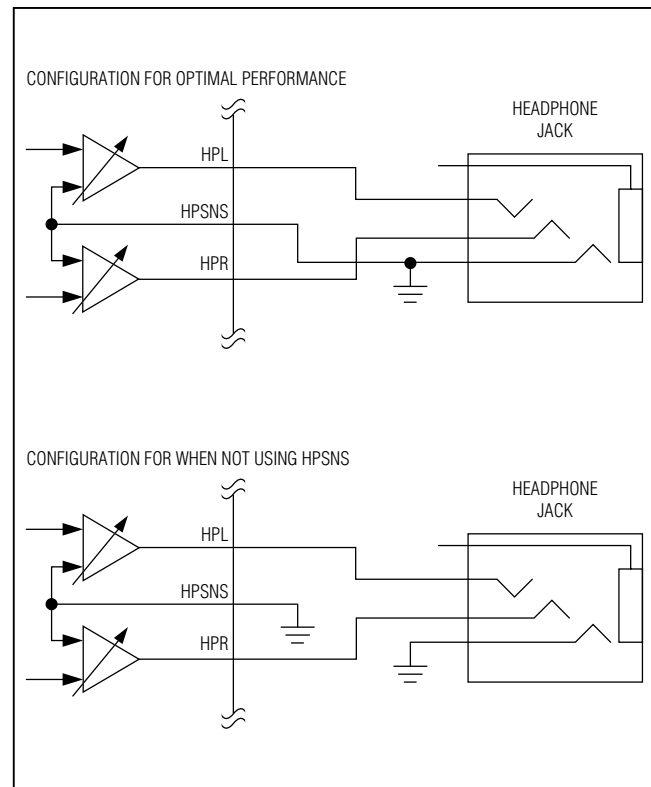 CONFIGURATION FOR OPTIMAL PERFORMANCE
HEADPHONE
JACK
HPL
HPSNS
HPR
CONFIGURATION FOR WHEN NOT USING HPSNS
HEADPHONE
JACK
HPL
HPSNS
HPR